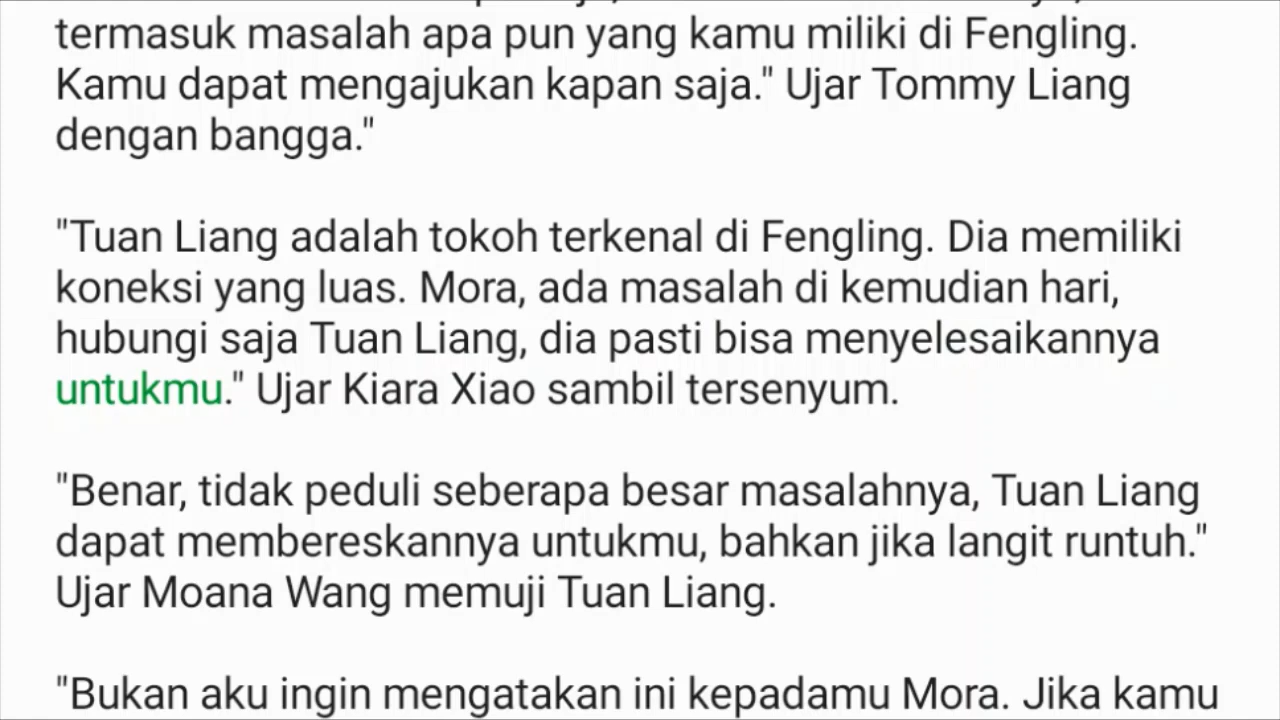 termasuk masalah apa pun yang kamu miliki di Fengling.
Kamu dapat mengajukan kapan saja." Ujar Tommy Liang
dengan bangga."
"Tuan Liang adalah tokoh terkenal di Fengling. Dia memiliki
koneksi yang luas. Mora, ada masalah di kemudian hari,
hubungi saja Tuan Liang, dia pasti bisa menyelesaikannya
untukmu." Ujar Kiara Xiao sambil tersenyum.
"Benar, tidak peduli seberapa besar masalahnya, Tuan Liang
dapat membereskannya untukmu, bahkan jika langit runtuh."
Ujar Moana Wang memuji Tuan Liang.
"Bukan aku ingin mengatakan ini kepadamu Mora. Jika kamu